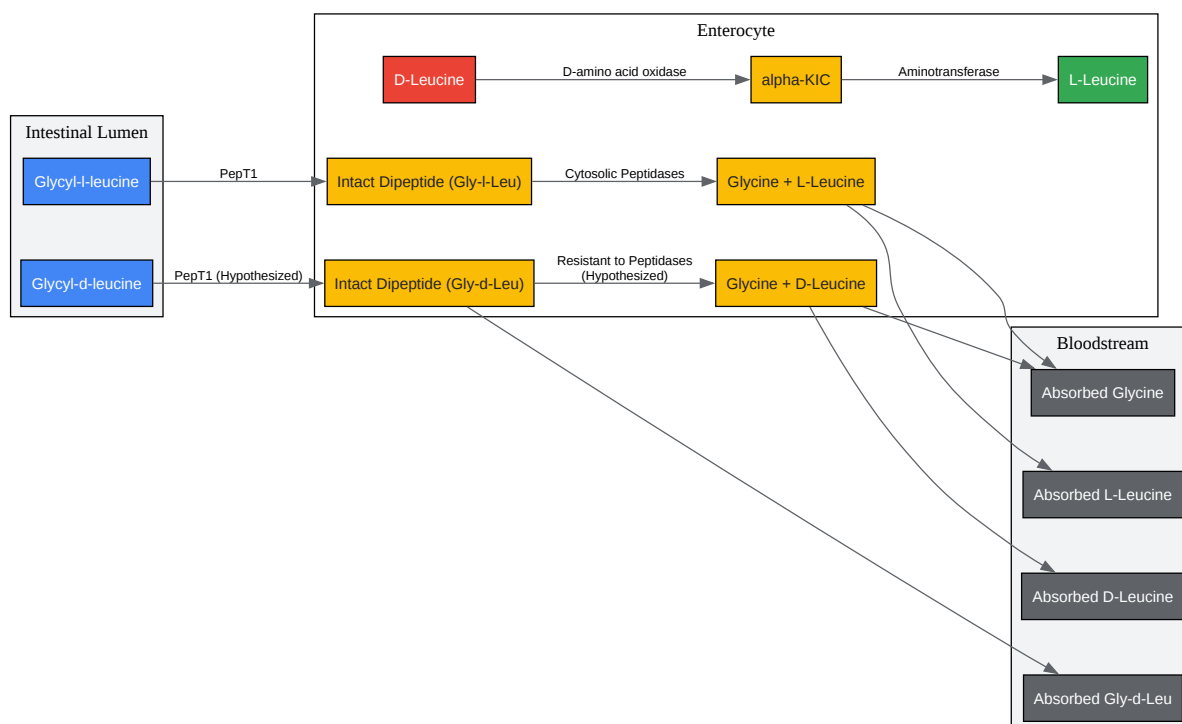 Enterocyte
D-Leucine
D-amino acid oxidase
alpha-KIC
Aminotransferase
L-Leucine
Intestinal Lumen
Glycyl-l-leucine
PepT1
Intact Dipeptide (Gly-l-Leu)
Cytosolic Peptidases
Glycine + L-Leucine
Glycyl-d-leucine
PepT1 (Hypothesized)
Intact Dipeptide (Gly-d-Leu)
Resistant to Peptidases
(Hypothesized)
Glycine + D-Leucine
Bloodstream
Absorbed Glycine
Absorbed L-Leucine
Absorbed D-Leucine
Absorbed Gly-d-Leu